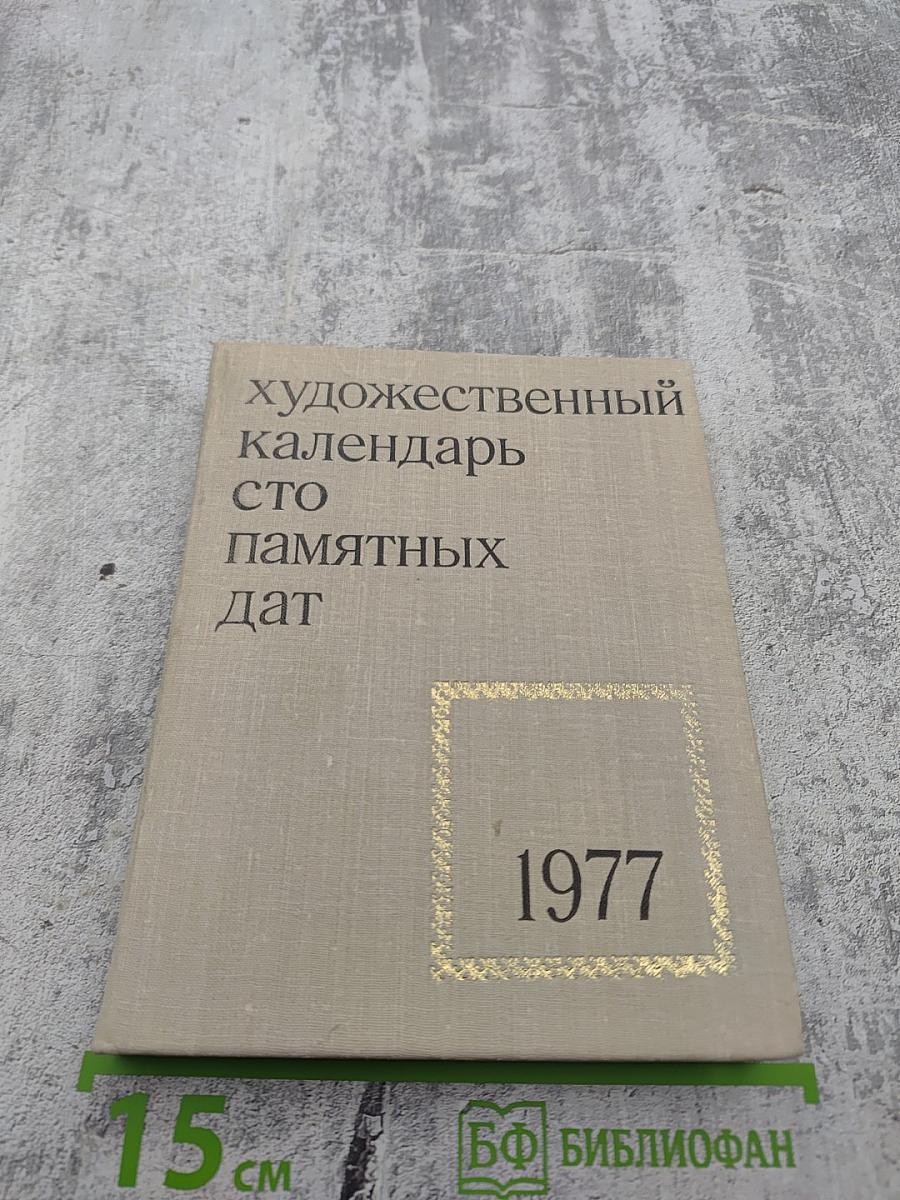 художественный
календарь
сто
памятных
дат
1977
15 см
БФ БИБЛИОФАН